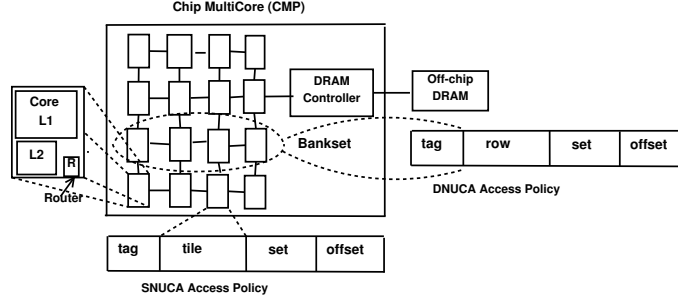 Chip MultiCore (CMP)
Core
L1
L2
R
Router
DRAM
Controller
Off-chip
DRAM
Bankset
tag row set offset
DNUCA Access Policy
tag tile set offset
SNUCA Access Policy